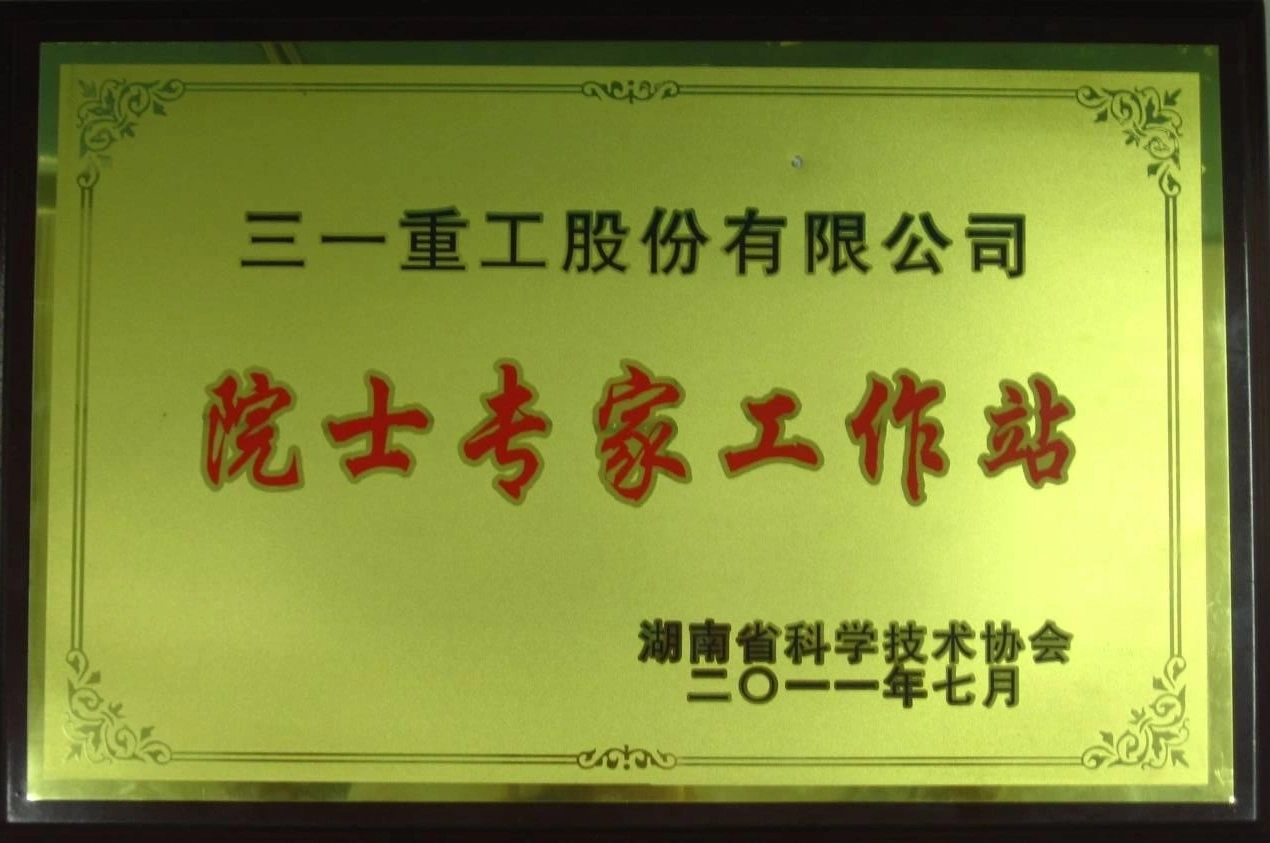 三一重工股份有限公司
院士专家工作站
湖南省科学技术协会
二〇一一年七月